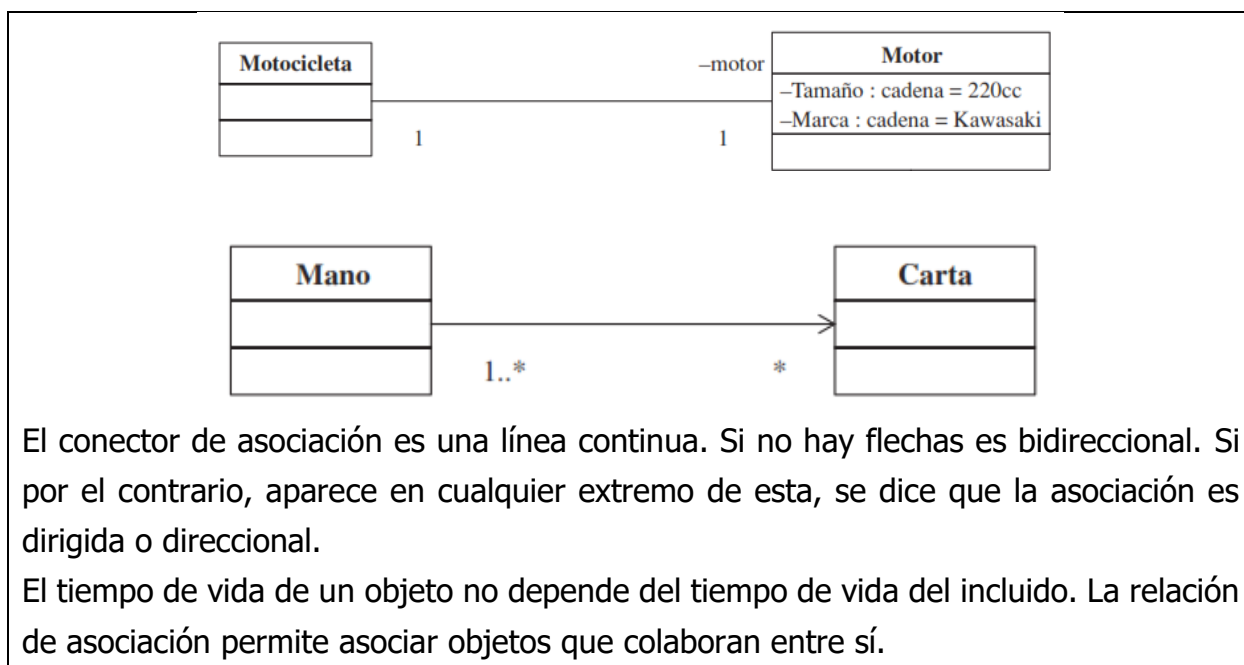 Motocicleta
–motor
Motor
–Tamaño : cadena = 220cc
–Marca : cadena = Kawasaki
1
1
Mano
Carta
1..*
*
El conector de asociación es una línea continua. Si no hay flechas es bidireccional. Si
por el contrario, aparece en cualquier extremo de esta, se dice que la asociación es
dirigida o direccional.
El tiempo de vida de un objeto no depende del tiempo de vida del incluido. La relación
de asociación permite asociar objetos que colaboran entre sí.